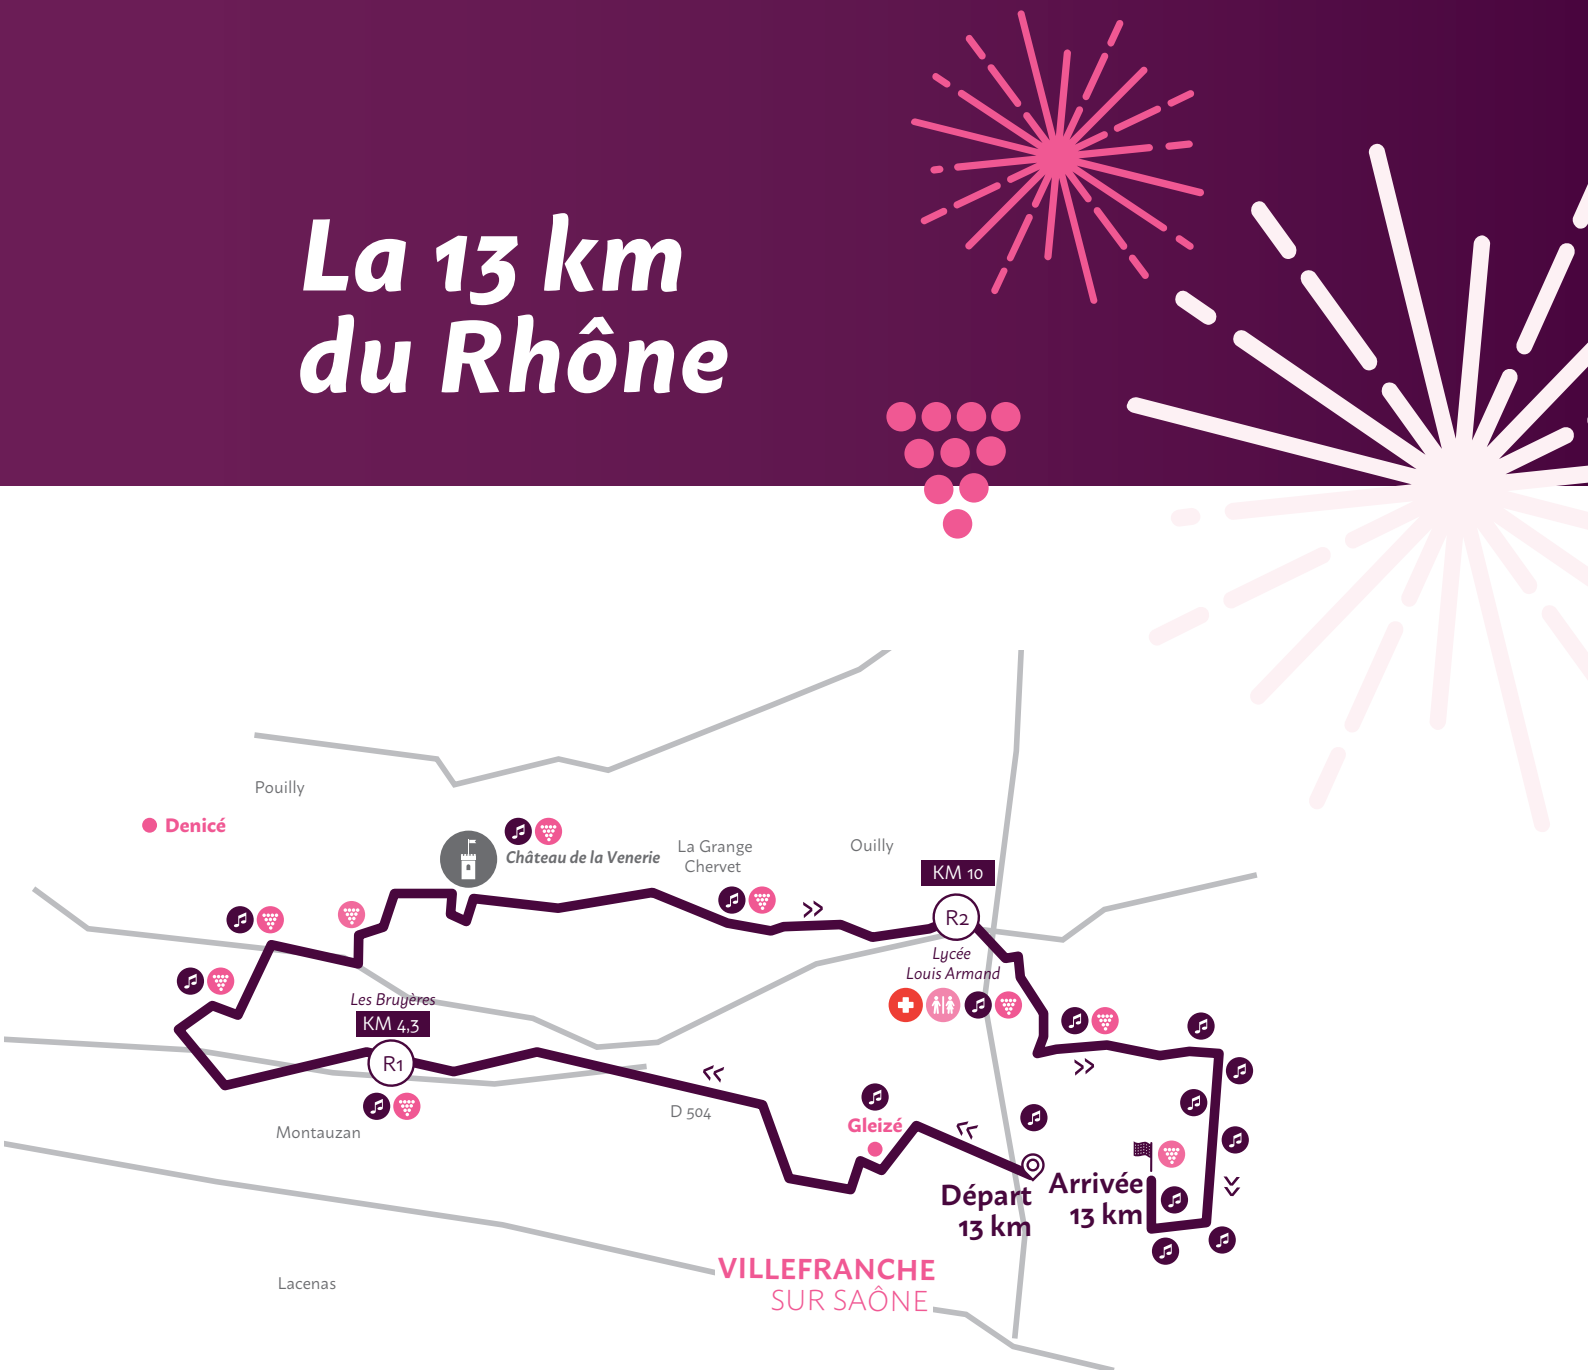 La 13 km
du Rhône
Pouilly
Denicé
Château de la Venerie
La Grange
Chervet
Ouilly
KM 10
R2
Lycée
Louis Armand
Les Bruyères
KM 4,3
R1
Montauzan
D 504
Gleizé
Départ
13 km
Arrivée
13 km
VILLEFRANCHE
SUR SAÔNE
Lacenas